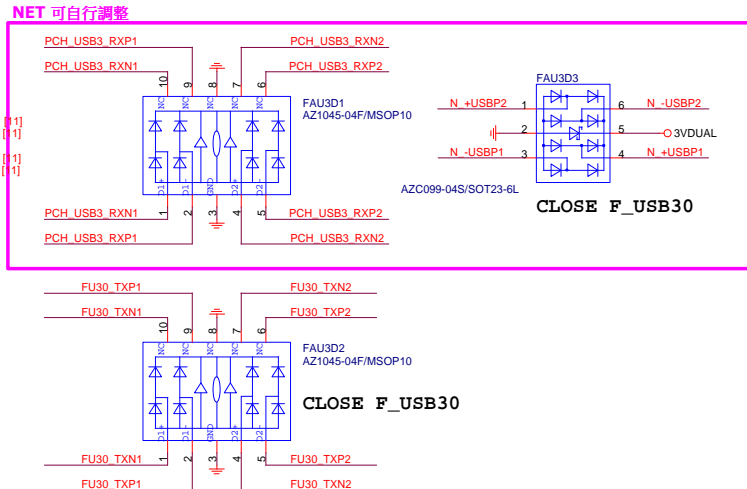 NET 可自行調整
PCH_USB3_RXP1
PCH_USB3_RXN2
PCH_USB3_RXN1
PCH_USB3_RXP2
10
9
8
7
6
NC
NC
NC
NC
FAU3D1
AZ1045-04F/MSOP10
D1+
D1-
GND
D2+
D2-
1
2
3
4
5
PCH_USB3_RXN1
PCH_USB3_RXP2
PCH_USB3_RXP1
PCH_USB3_RXN2
[11]
[11]
[11]
[11]
FAU3D3
N_+USBP2
1
6
N_-USBP2
2
5
3VDUAL
N_-USBP1
3
4
N_+USBP1
AZC099-04S/SOT23-6L
CLOSE F_USB30
FU30_TXP1
FU30_TXN2
FU30_TXN1
FU30_TXP2
10
9
8
7
6
NC
NC
NC
NC
FAU3D2
AZ1045-04F/MSOP10
CLOSE F_USB30
D1+
D1-
GND
D2+
D2-
1
2
3
4
5
FU30_TXN1
FU30_TXP2
FU30_TXP1
FU30_TXN2